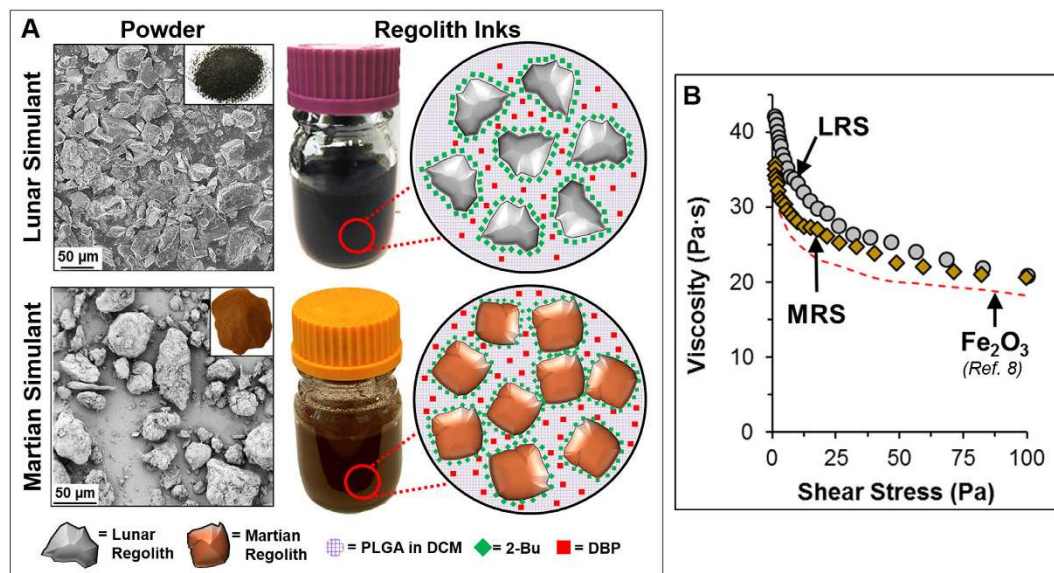 A
Powder
Regolith Inks
Lunar Simulant
50 µm
Martian Simulant
50 µm
= Lunar Regolith
= Martian Regolith
= PLGA in DCM
= 2-Bu
= DBP
B
Viscosity (Pa·s)
40
30
20
10
0
LRS
MRS
Fe₂O₃
(Ref. 8)
0 25 50 75 100
Shear Stress (Pa)